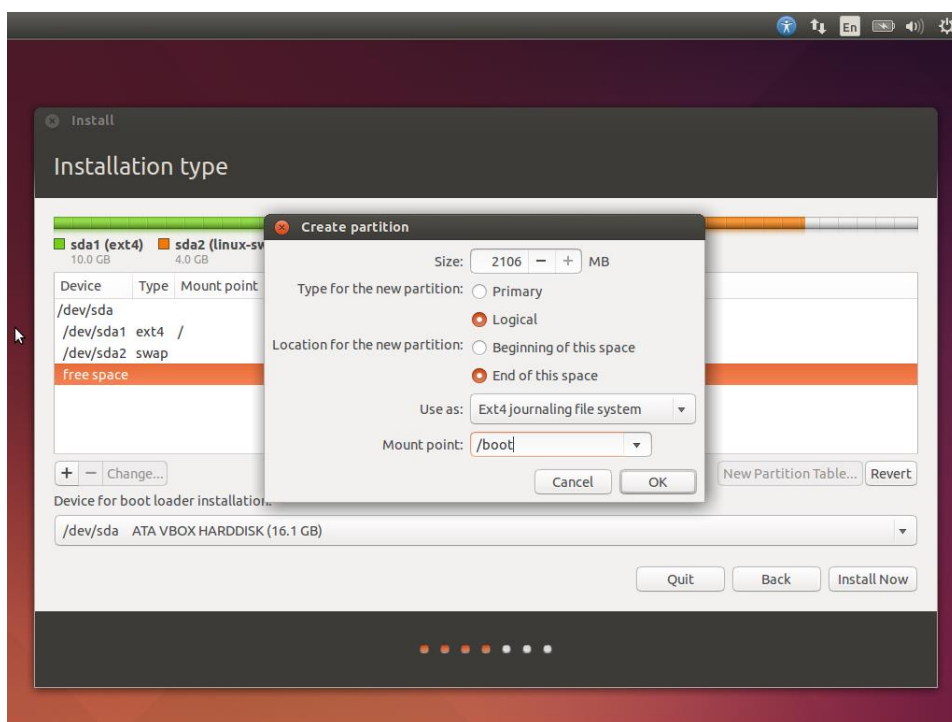 En
Install
Installation type
sda1 (ext4) sda2 (linux-sw
10.0 GB 4.0 GB
Device Type Mount point
/dev/sda
/dev/sda1 ext4 /
/dev/sda2 swap
free space
+ − Change...
New Partition Table... Revert
Device for boot loader installation:
/dev/sda ATA VBOX HARDDISK (16.1 GB)
Quit Back Install Now
Create partition
Size: 2106 − + MB
Type for the new partition: Primary
Logical
Location for the new partition: Beginning of this space
End of this space
Use as: Ext4 journaling file system
Mount point: /boot
Cancel OK